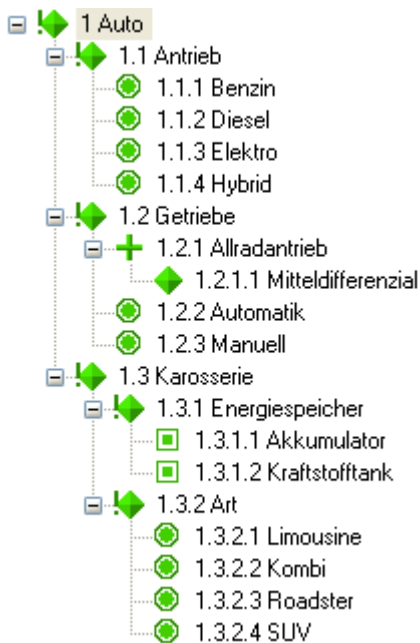 1 Auto
1.1 Antrieb
1.1.1 Benzin
1.1.2 Diesel
1.1.3 Elektro
1.1.4 Hybrid
1.2 Getriebe
1.2.1 Allradantrieb
1.2.1.1 Mitteldifferenzial
1.2.2 Automatik
1.2.3 Manuell
1.3 Karosserie
1.3.1 Energiespeicher
1.3.1.1 Akkumulator
1.3.1.2 Kraftstofftank
1.3.2 Art
1.3.2.1 Limousine
1.3.2.2 Kombi
1.3.2.3 Roadster
1.3.2.4 SUV